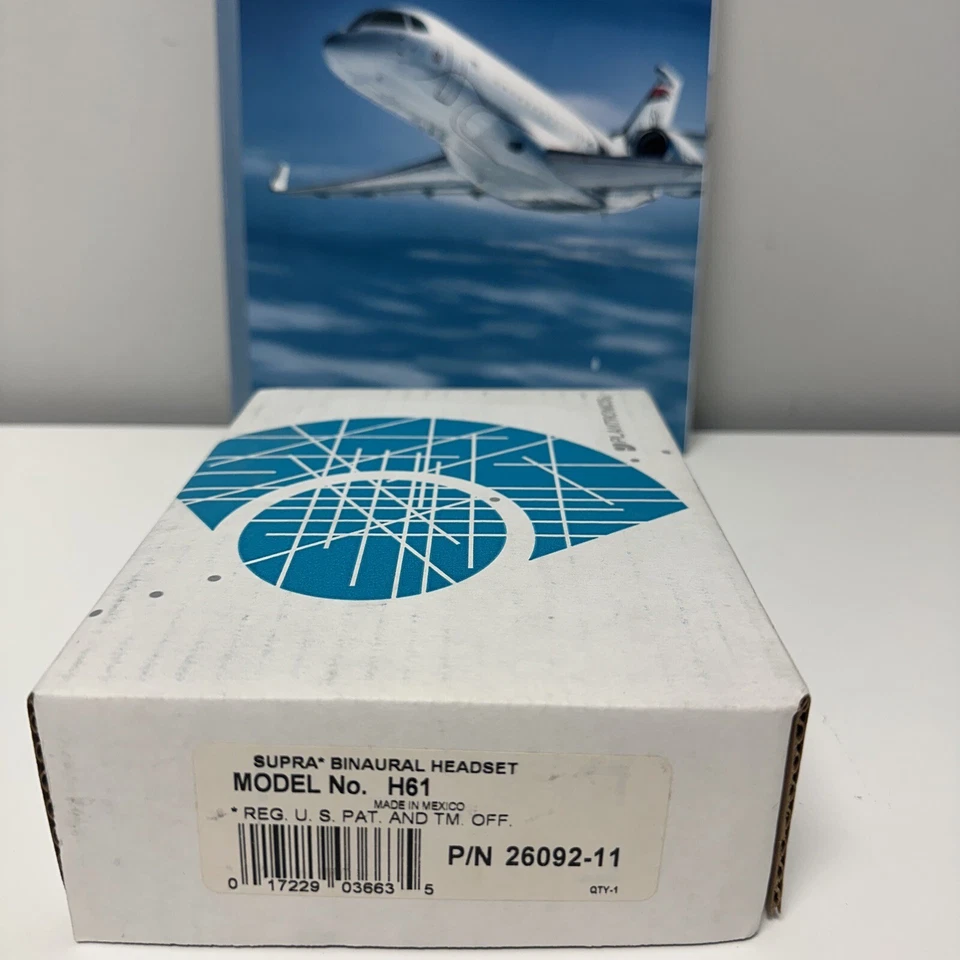 PLANTRONICS
SUPRA* BINAURAL HEADSET
MODEL No. H61
MADE IN MEXICO
* REG. U. S. PAT. AND TM. OFF.
P/N 26092-11
0 17229 03663 5
QTY-1